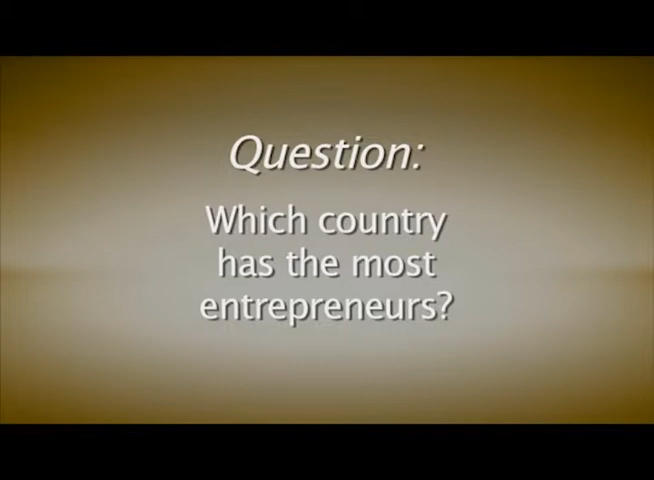 Question:
Which country
has the most
entrepreneurs?